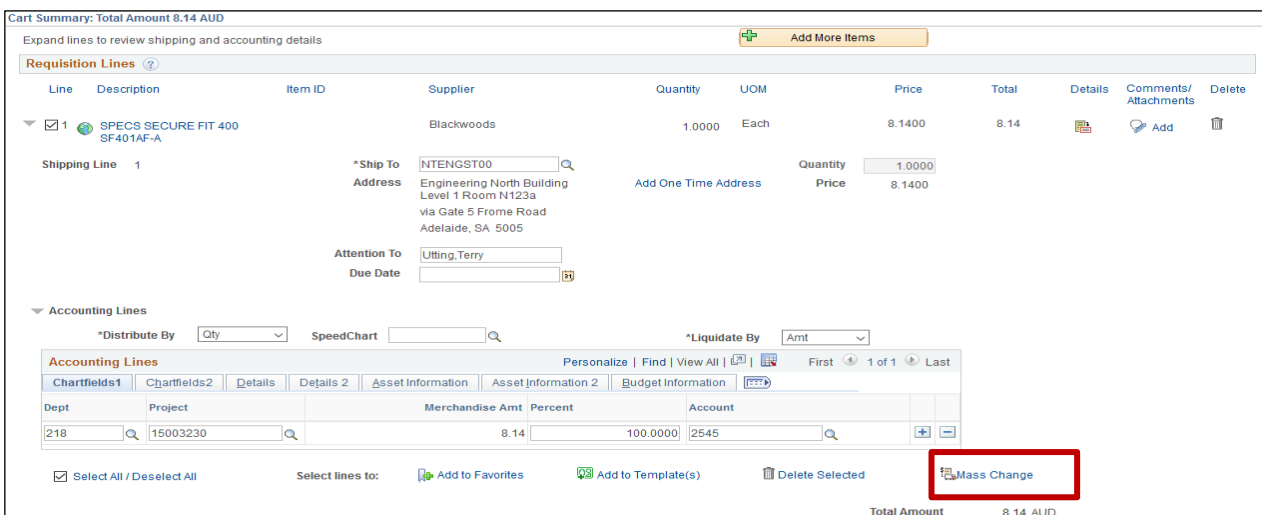 Cart Summary: Total Amount 8.14 AUD
Expand lines to review shipping and accounting details
Add More Items
Requisition Lines ?
Line Description Item ID Supplier Quantity UOM Price Total Details Comments/ Attachments Delete
1 SPECS SECURE FIT 400 SF401AF-A Blackwoods 1.0000 Each 8.1400 8.14 Add
Shipping Line 1 *Ship To NTENGST00 Quantity 1.0000
Address Engineering North Building Add One Time Address Price 8.1400
Level 1 Room N123a
via Gate 5 Frome Road
Adelaide, SA 5005
Attention To Utting,Terry
Due Date 31
Accounting Lines
*Distribute By Qty SpeedChart *Liquidate By Amt
Accounting Lines Personalize | Find | View All | First 1 of 1 Last
Chartfields1 Chartfields2 Details Details 2 Asset Information Asset Information 2 Budget Information
Dept Project Merchandise Amt Percent Account
218 15003230 8.14 100.0000 2545
Select All / Deselect All Select lines to: Add to Favorites Add to Template(s) Delete Selected Mass Change
Total Amount 8.14 AUD